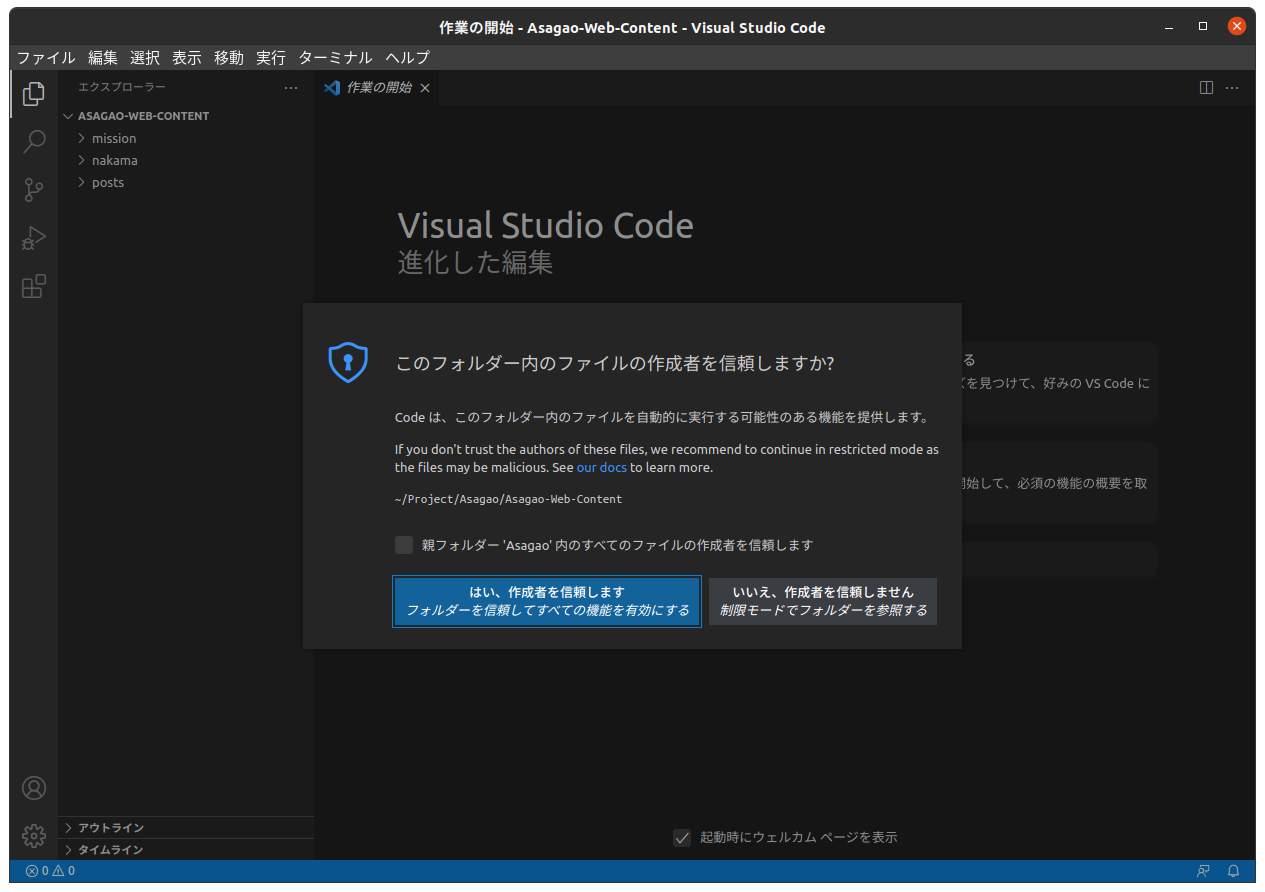 作業の開始 - Asagao-Web-Content - Visual Studio Code
ファイル 編集 選択 表示 移動 実行 ターミナル ヘルプ
エクスプローラー
作業の開始
ASAGAO-WEB-CONTENT
mission
nakama
posts
Visual Studio Code
進化した編集
る
を見つけて、好みの VS Code に
始して、必須の機能の概要を取
このフォルダー内のファイルの作成者を信頼しますか?
Code は、このフォルダー内のファイルを自動的に実行する可能性のある機能を提供します。
If you don't trust the authors of these files, we recommend to continue in restricted mode as
the files may be malicious. See our docs to learn more.
~/Project/Asagao/Asagao-Web-Content
親フォルダー 'Asagao' 内のすべてのファイルの作成者を信頼します
はい、作成者を信頼します
フォルダーを信頼してすべての機能を有効にする
いいえ、作成者を信頼しません
制限モードでフォルダーを参照する
起動時にウェルカム ページを表示
アウトライン
タイムライン
0 0